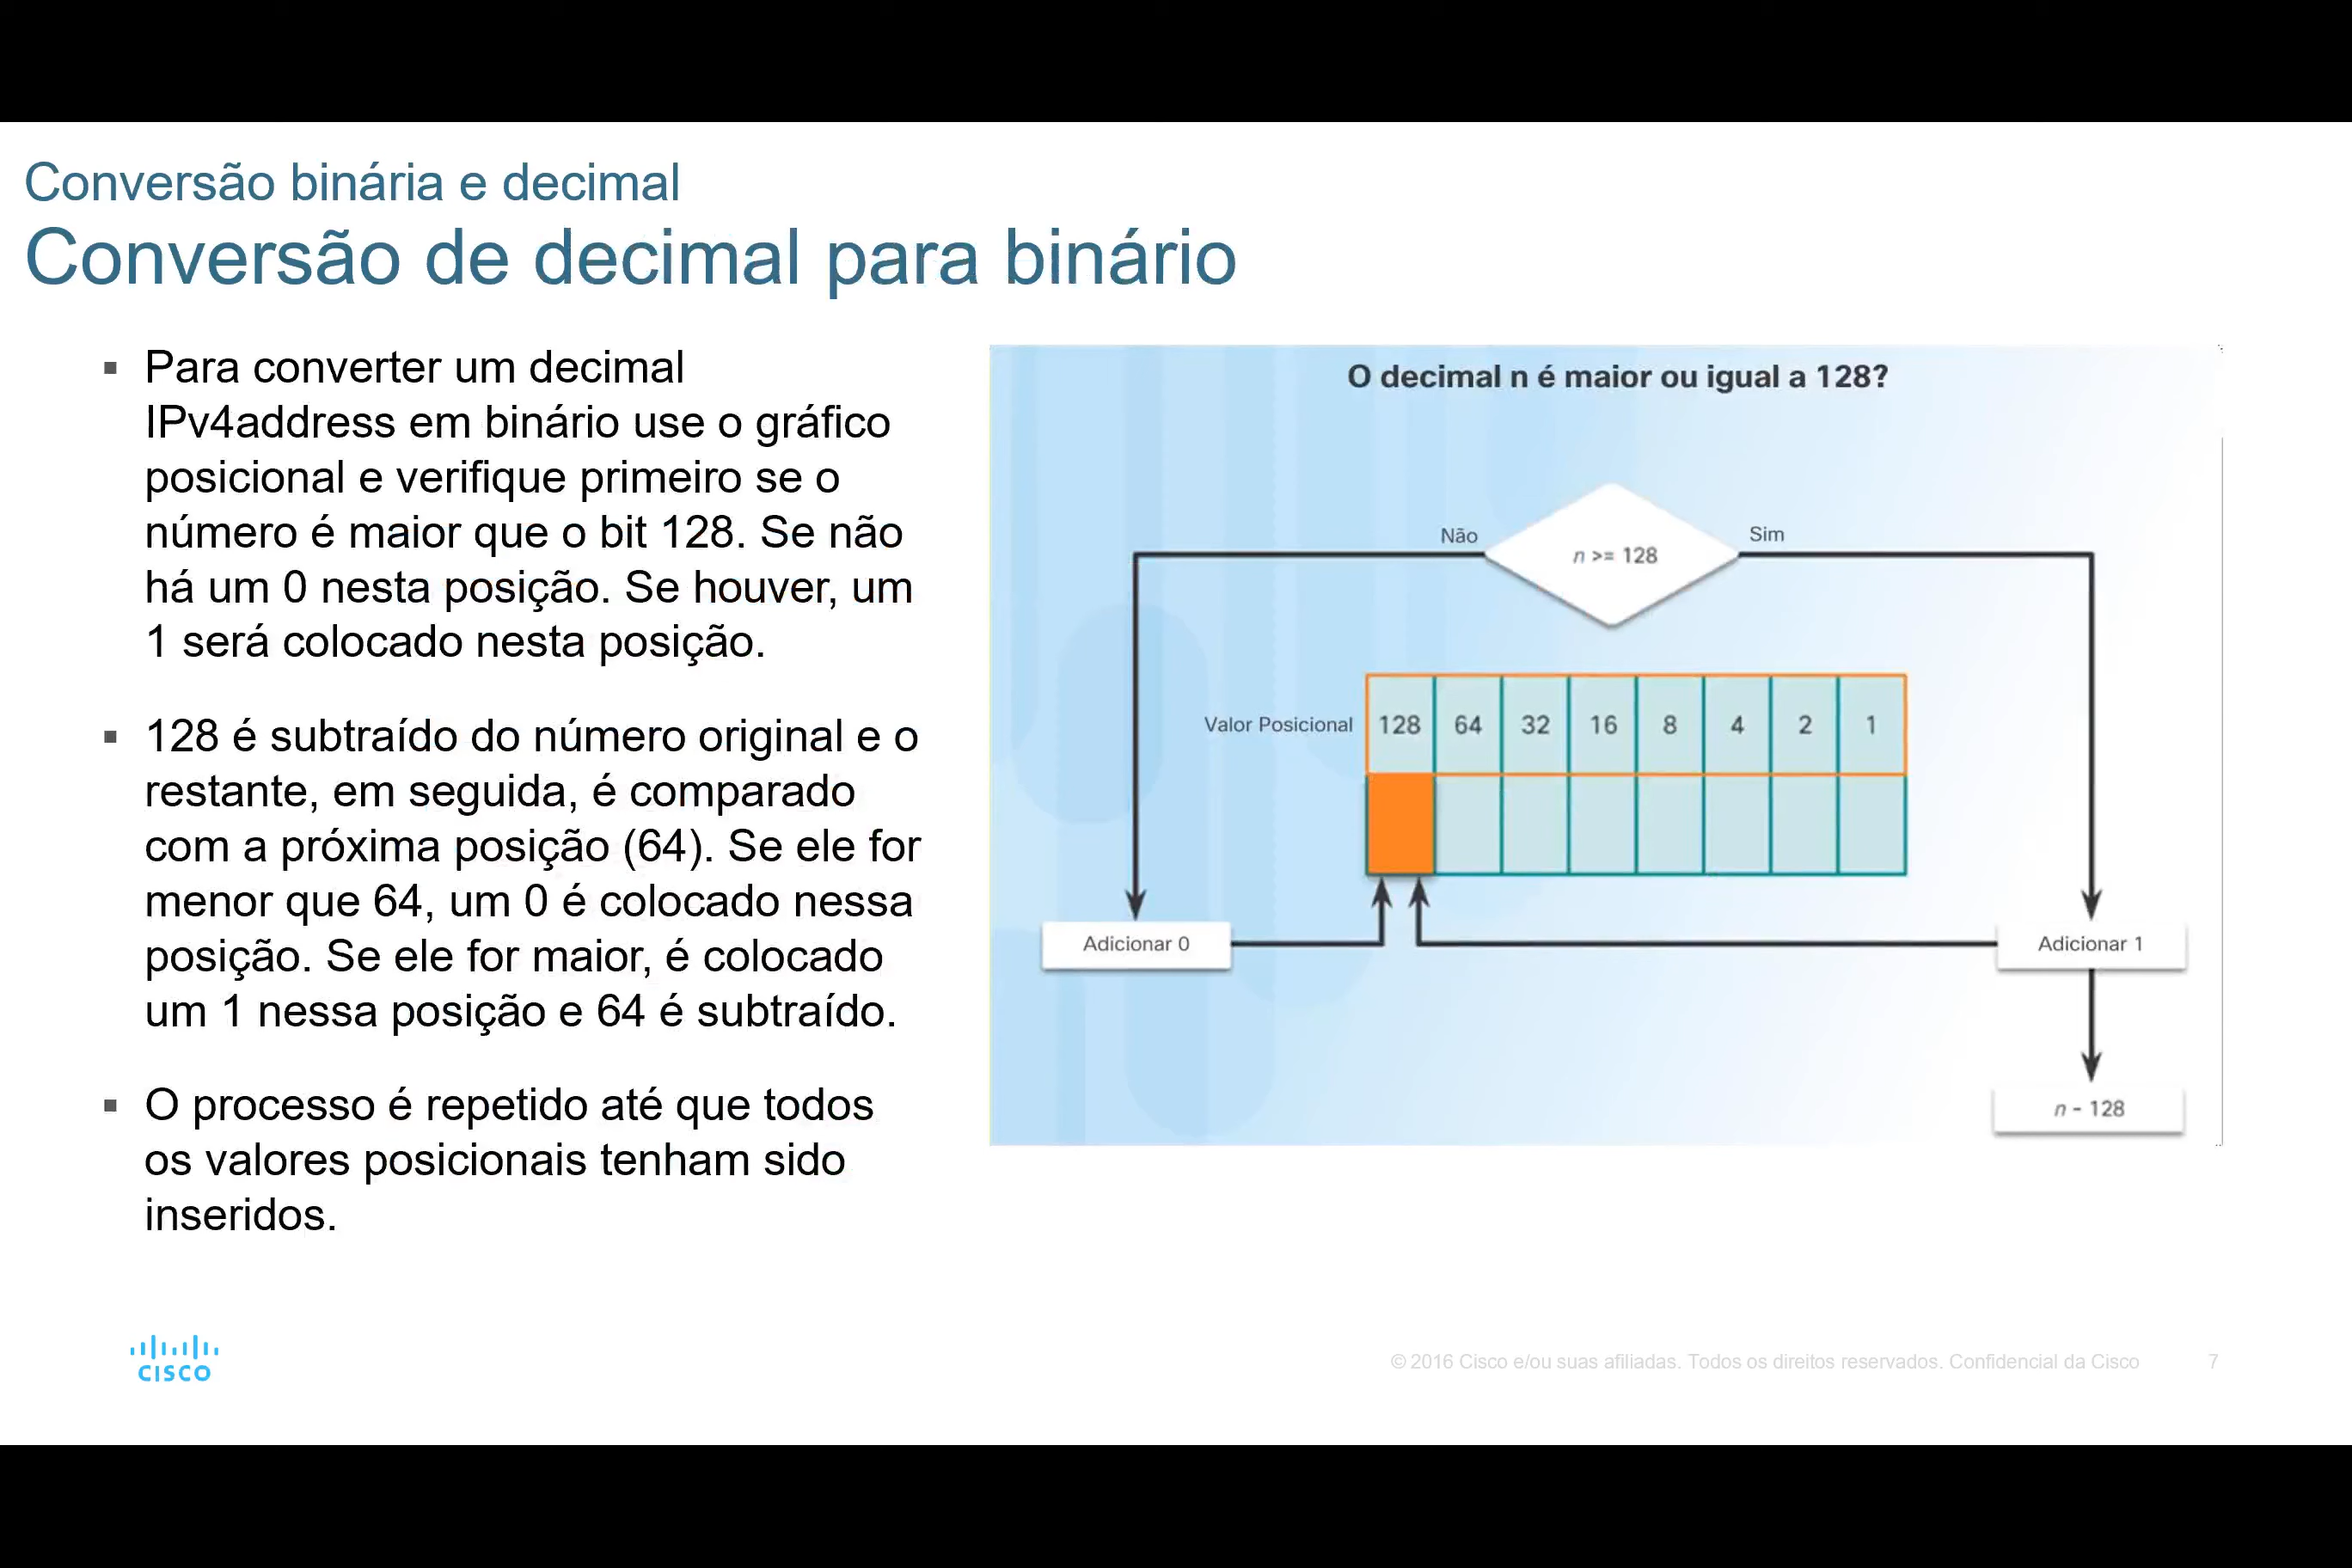 Conversão binária e decimal
Conversão de decimal para binário
▪ Para converter um decimal
IPv4address em binário use o gráfico
posicional e verifique primeiro se o
número é maior que o bit 128. Se não
há um 0 nesta posição. Se houver, um
1 será colocado nesta posição.
▪ 128 é subtraído do número original e o
restante, em seguida, é comparado
com a próxima posição (64). Se ele for
menor que 64, um 0 é colocado nessa
posição. Se ele for maior, é colocado
um 1 nessa posição e 64 é subtraído.
▪ O processo é repetido até que todos
os valores posicionais tenham sido
inseridos.
O decimal n é maior ou igual a 128?
Não
n >= 128
Sim
Valor Posicional 128 64 32 16 8 4 2 1
Adicionar 0
Adicionar 1
n - 128
CISCO
© 2016 Cisco e/ou suas afiliadas. Todos os direitos reservados. Confidencial da Cisco 7